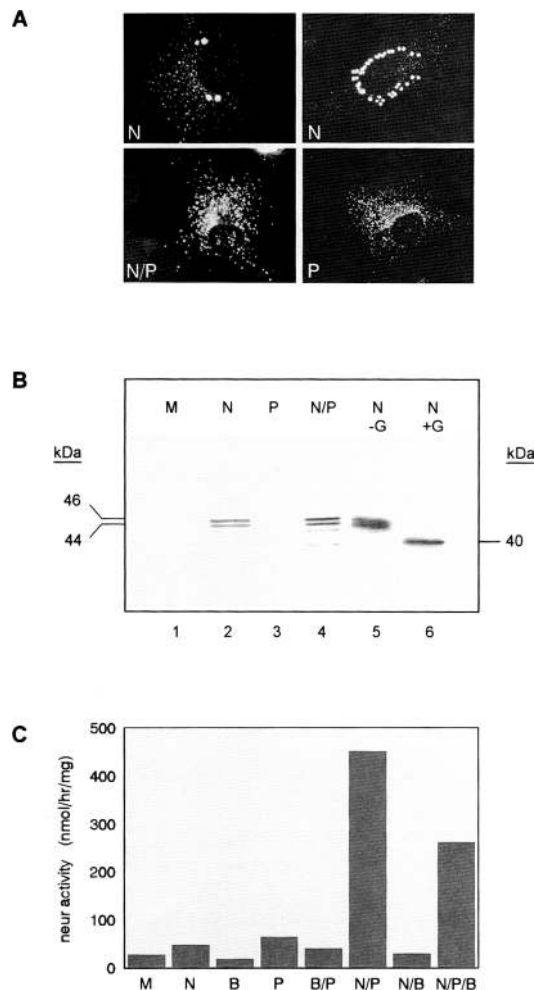 A
N
N
N/P
P
B
M N P N/P N N
-G +G
kDa kDa
46
44
40
1 2 3 4 5 6
C
500
400
300
200
100
0
neur activity (nmol/hr/mg)
M N B P B/P N/P N/B N/P/B